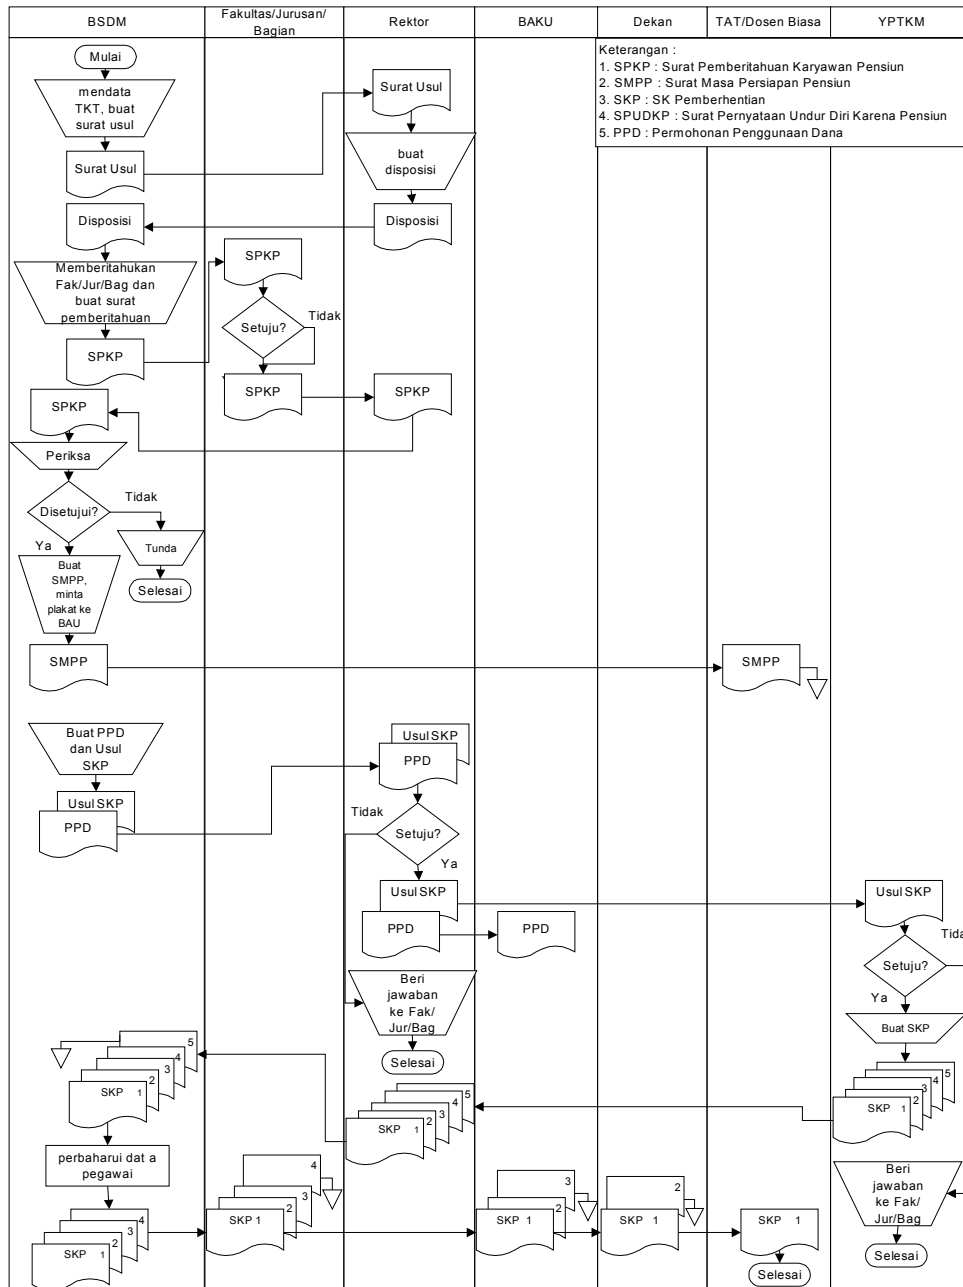 BSDM
Fakultas/Jurusan/
Bagian
Rektor
BAKU
Dekan
TAT/Dosen Biasa
YPTKM
Keterangan :
1. SPKP : Surat Pemberitahuan Karyawan Pensiun
2. SMPP : Surat Masa Persiapan Pensiun
3. SKP : SK Pemberhentian
4. SPUDKP : Surat Pernyataan Undur Diri Karena Pensiun
5. PPD : Permohonan Penggunaan Dana
Mulai
mendata
TKT, buat
surat usul
Surat Usul
Surat Usul
buat
disposisi
Disposisi
Disposisi
Memberitahukan
Fak/Jur/Bag dan
buat surat
pemberitahuan
SPKP
SPKP
Setuju?
Tidak
SPKP
SPKP
SPKP
Periksa
Disetujui?
Tidak
Tunda
Selesai
Ya
Buat
SMPP,
minta
plakat ke
BAU
SMPP
SMPP
Buat PPD
dan Usul
SKP
Usul SKP
PPD
Usul SKP
PPD
Setuju?
Tidak
Ya
Usul SKP
PPD
PPD
Beri
jawaban
ke Fak/
Jur/Bag
Selesai
Usul SKP
Setuju?
Tida
Ya
Buat SKP
5
4
3
2
SKP 1
5
4
3
2
SKP 1
5
4
3
2
SKP 1
perbaharui dat a
pegawai
4
3
2
SKP 1
4
3
2
SKP 1
3
2
SKP 1
2
SKP 1
SKP 1
Selesai
Beri
jawaban
ke Fak/
Jur/Bag
Selesai